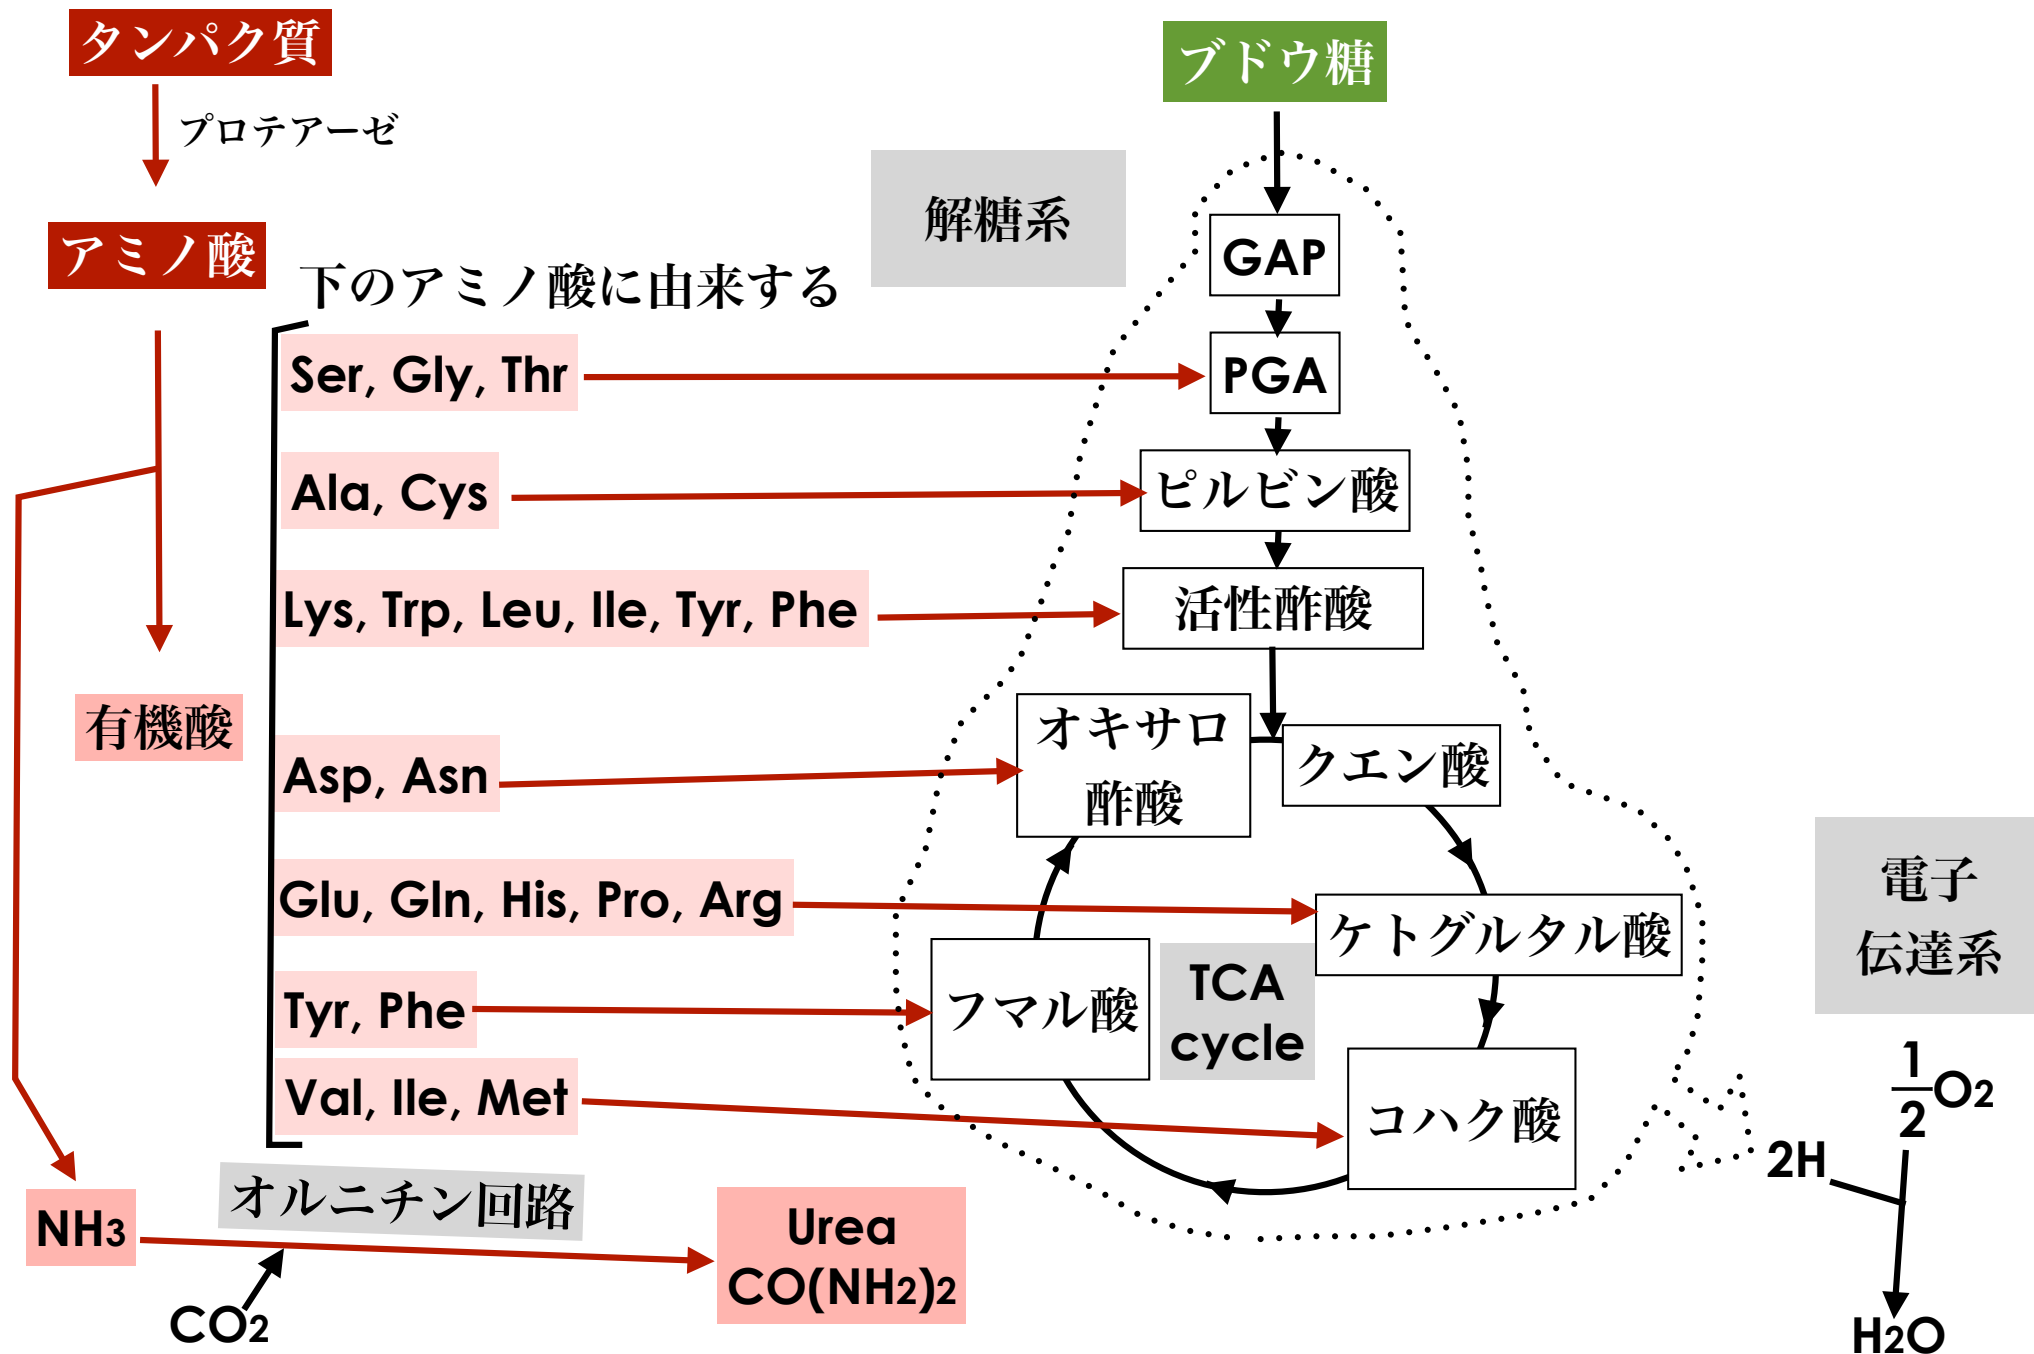 タンパク質
プロテアーゼ
アミノ酸
下のアミノ酸に由来する
Ser, Gly, Thr
Ala, Cys
Lys, Trp, Leu, Ile, Tyr, Phe
有機酸
Asp, Asn
Glu, Gln, His, Pro, Arg
Tyr, Phe
Val, Ile, Met
オルニチン回路
NH3
CO2
Urea
CO(NH2)2
ブドウ糖
解糖系
GAP
PGA
ピルビン酸
活性酢酸
オキサロ
酢酸
クエン酸
ケトグルタル酸
フマル酸
TCA
cycle
コハク酸
電子
伝達系
1
2
O2
2H
H2O